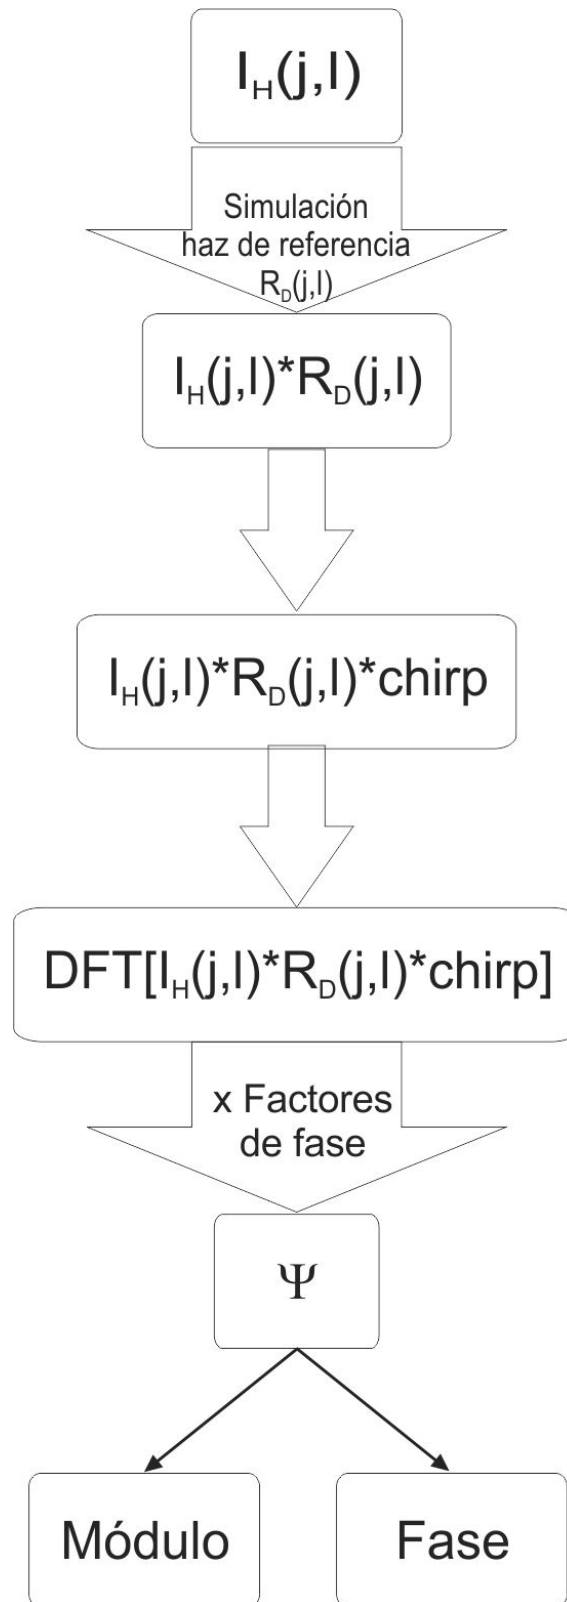 I_H(j,l)
Simulación
haz de referencia
R_D(j,l)
I_H(j,l)*R_D(j,l)
I_H(j,l)*R_D(j,l)*chirp
DFT[I_H(j,l)*R_D(j,l)*chirp]
x Factores
de fase
Ψ
Módulo
Fase